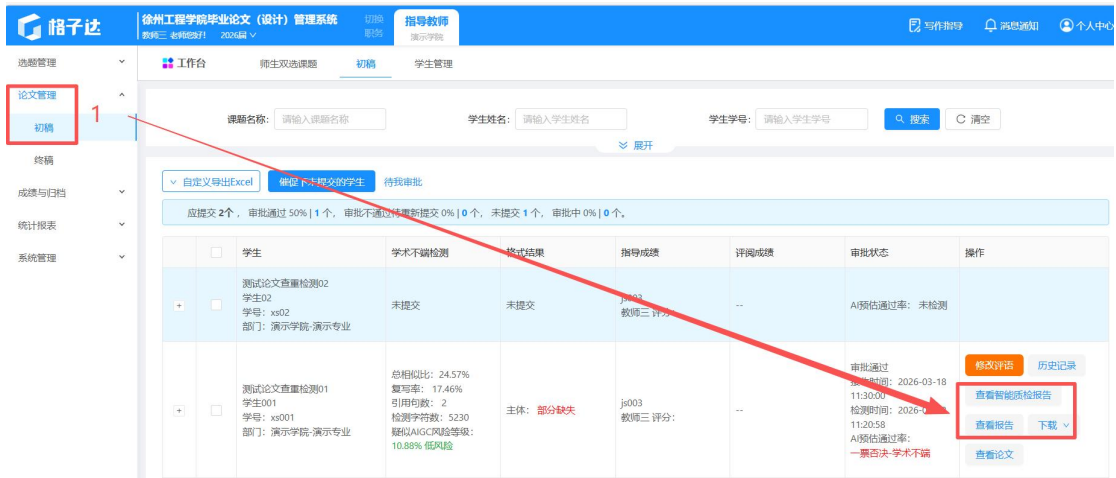 格子达
徐州工程学院毕业论文（设计）管理系统
教师三 老师您好! 2026届
切换
职务
指导教师
演示学院
写作指导
消息通知
个人中心
选题管理
论文管理
初稿
终稿
成绩与归档
统计报表
系统管理
1
工作台 师生双选课题 初稿 学生管理
课题名称: 请输入课题名称 学生姓名: 请输入学生姓名 学生学号: 请输入学生学号 搜索 清空
展开
自定义导出Excel 催促下未提交的学生 待我审批
应提交 2个， 审批通过 50% | 1 个， 审批不通过待重新提交 0% | 0 个， 未提交 1 个， 审批中 0% | 0 个。
学生 学术不端检测 格式结果 指导成绩 评阅成绩 审批状态 操作
测试论文查重检测02
学生02
学号: xs02
部门: 演示学院-演示专业
未提交
未提交
js003
教师三 评分:
--
AI预估通过率: 未检测
测试论文查重检测01
学生001
学号: xs001
部门: 演示学院-演示专业
总相似比: 24.57%
复写率: 17.46%
引用句数: 2
检测字符数: 5230
疑似AIGC风险等级:
10.88% 低风险
主体: 部分缺失
js003
教师三 评分:
--
审批通过
时间: 2026-03-18
11:30:00
检测时间: 2026-
11:20:58
AI预估通过率:
一票否决-学术不端
修改评语 历史记录
查看智能质检报告
查看报告 下载
查看论文